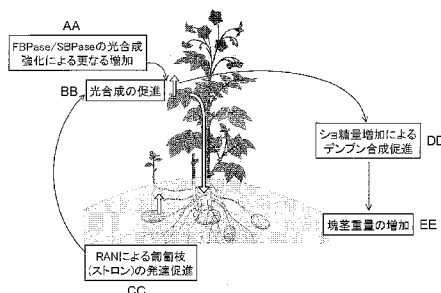 AA
FBPase/SBPaseの光合成
強化による更なる増加
BB
光合成の促進
ショ糖量増加による
デンプン合成促進
DD
塊茎重量の増加
EE
RANによる匍匐枝
(ストロン)の発達促進
CC